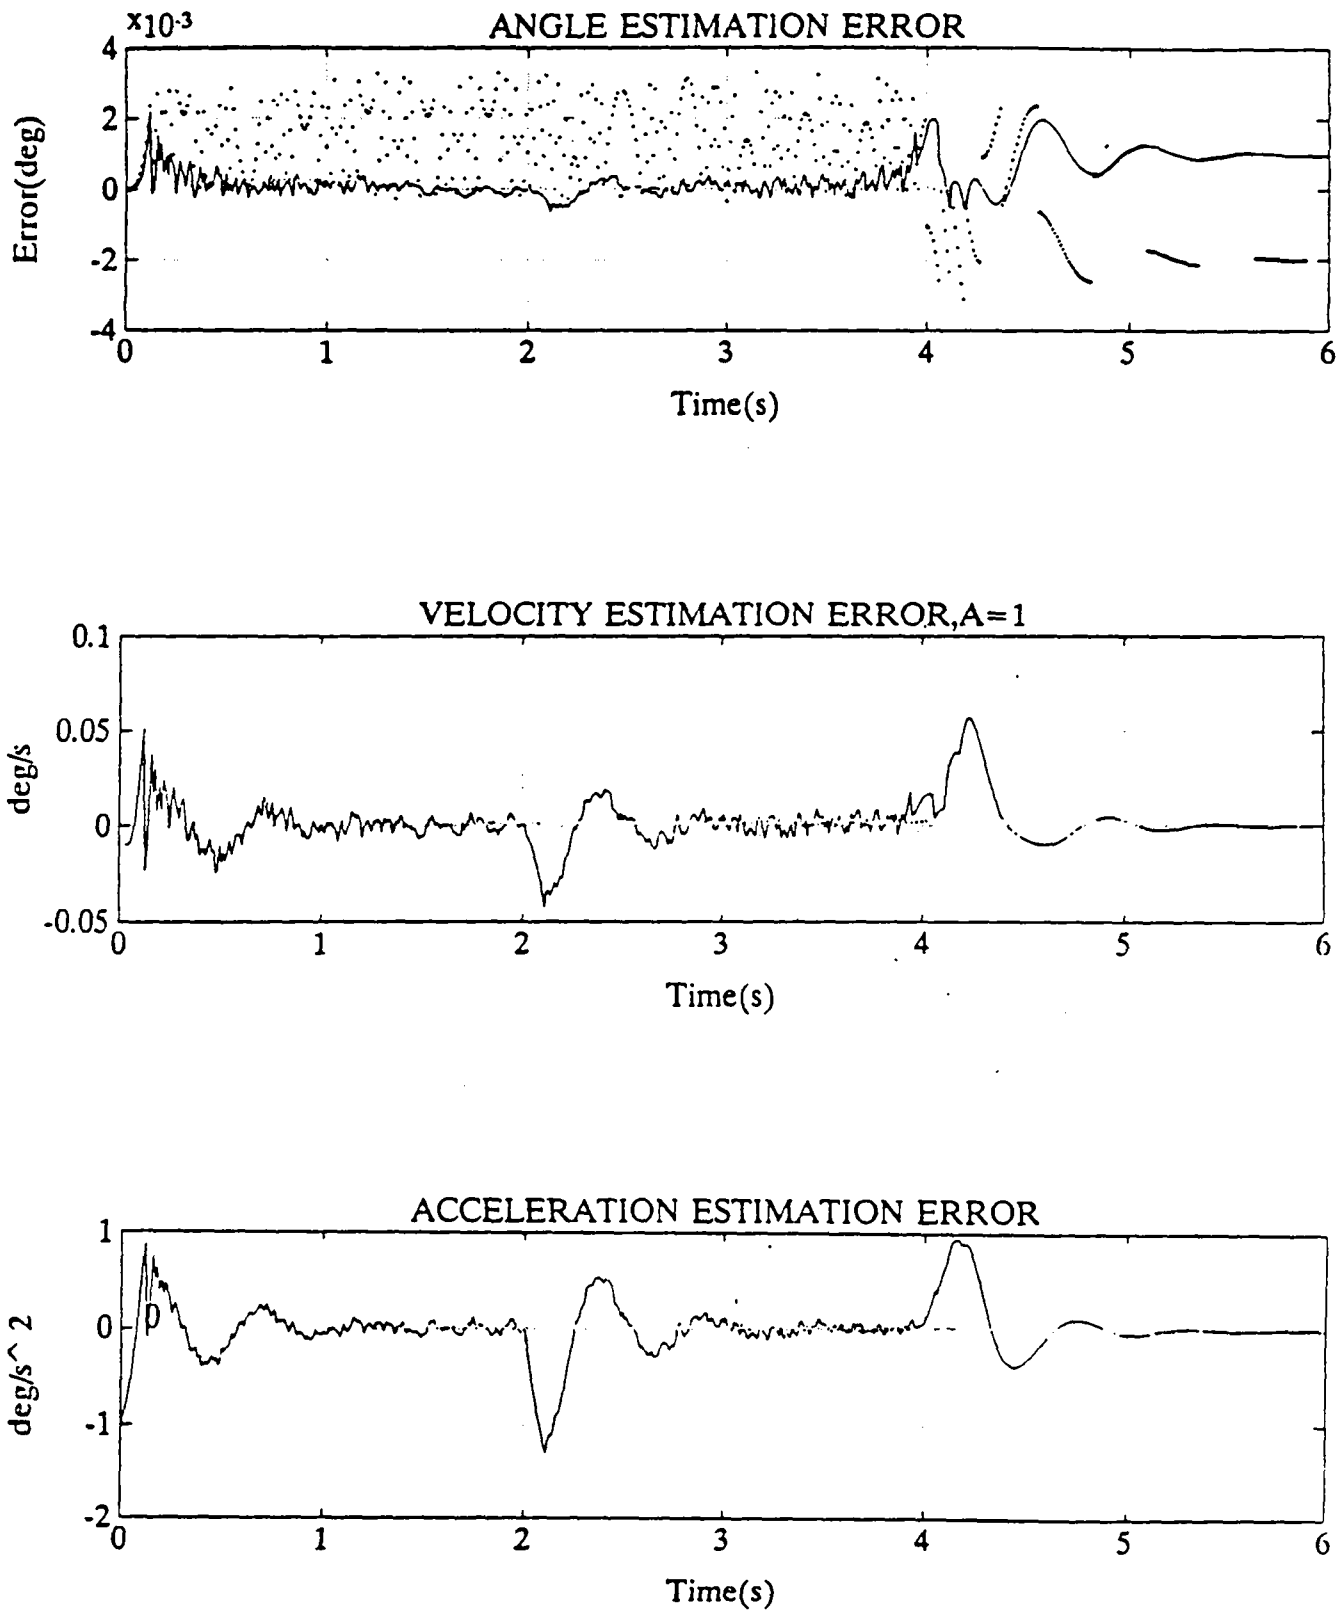 x10-3
ANGLE ESTIMATION ERROR
4
2
0
-2
-4
Error(deg)
0 1 2 3 4 5 6
Time(s)
VELOCITY ESTIMATION ERROR,A=1
0.1
0.05
0
-0.05
deg/s
0 1 2 3 4 5 6
Time(s)
ACCELERATION ESTIMATION ERROR
1
0
-1
-2
deg/s^ 2
0 1 2 3 4 5 6
Time(s)